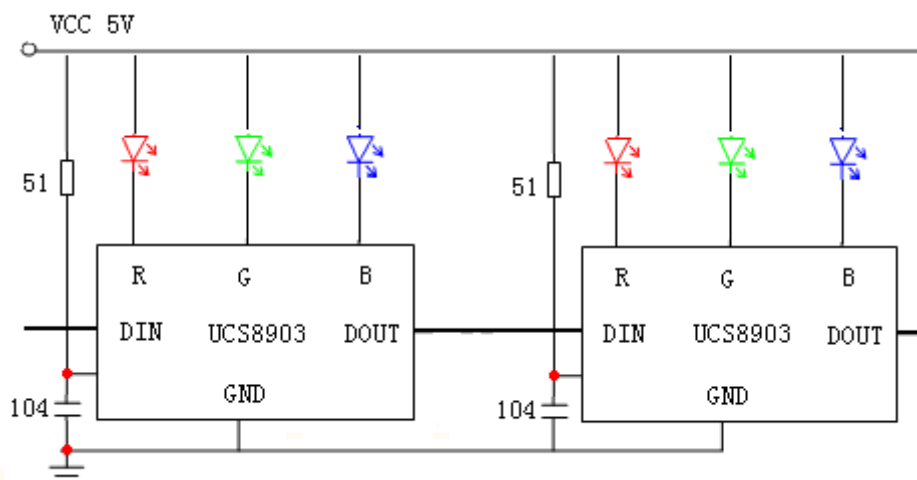 VCC 5V
51
51
R G B
R G B
DIN UCS8903 DOUT
DIN UCS8903 DOUT
GND
GND
104
104